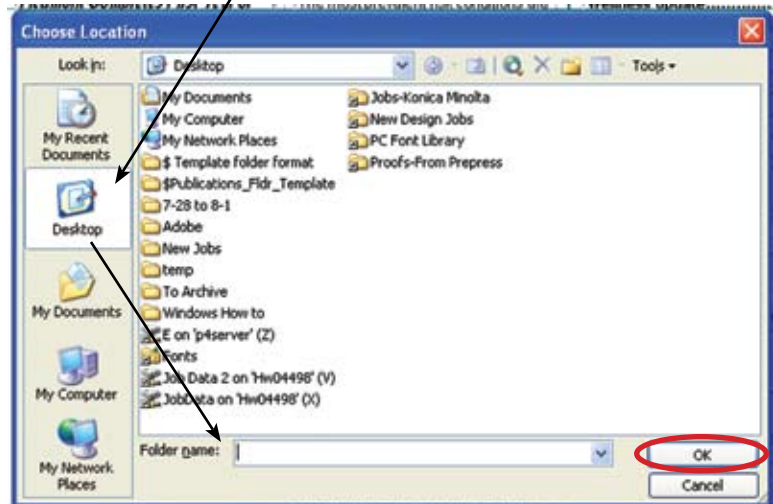 Choose Location
Look in:
Desktop
Tools
My Recent
Documents
Desktop
My Documents
My Computer
My Network
Places
My Documents
My Computer
My Network Places
$ Template folder format
$Publications_Fldr_Template
7-28 to 8-1
Adobe
New Jobs
temp
To Archive
Windows How to
E on 'p4server' (Z)
Fonts
Job Data 2 on 'Hw04498' (V)
JobData on 'Hw04498' (X)
Jobs-Konica Minolta
New Design Jobs
PC Font Library
Proofs-From Prepress
Folder name:
OK
Cancel